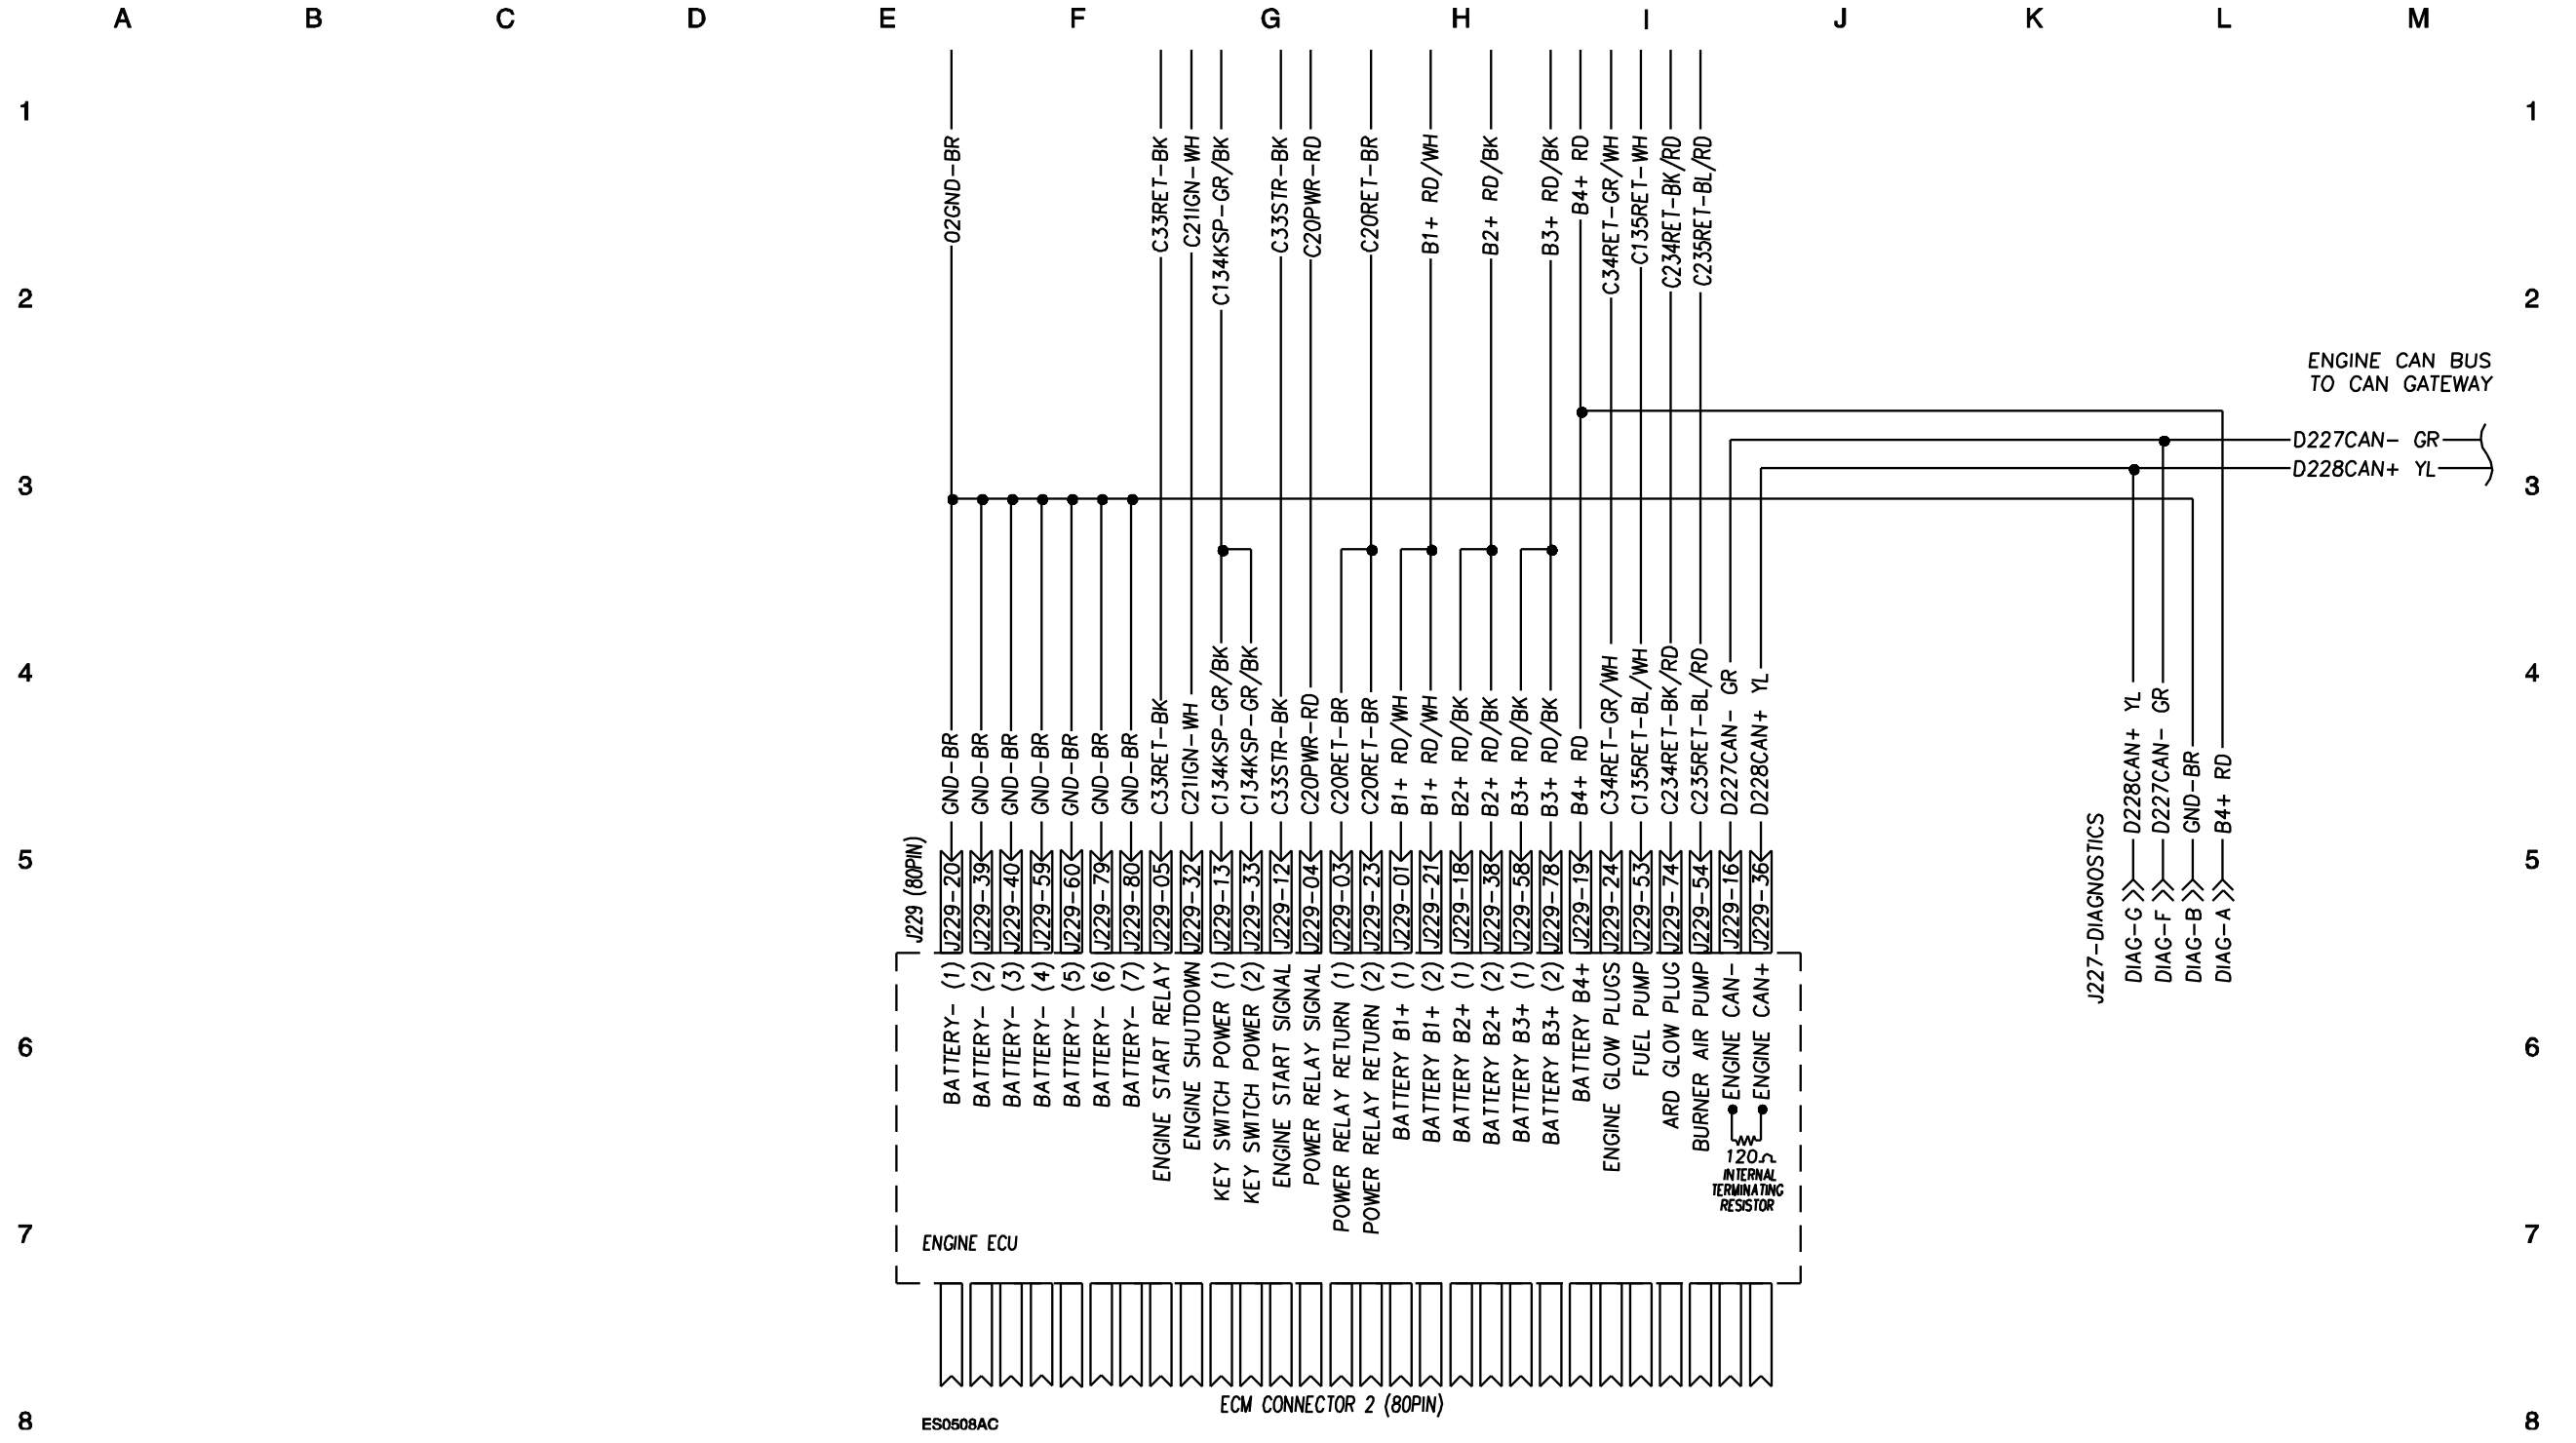 A B C D E F G H I J K L M
1 1
O2GND-BR
C33RET-BK
C21IGN-WH
C134KSP-GR/BK
C33STR-BK
C20PWR-RD
C20RET-BR
B1+ RD/WH
B2+ RD/BK
B3+ RD/BK
B4+ RD
C34RET-GR/WH
C135RET-WH
C234RET-BK/RD
C235RET-BL/RD
2 2
ENGINE CAN BUS
TO CAN GATEWAY
D227CAN- GR
D228CAN+ YL
3 3
4 4
GND-BR
GND-BR
GND-BR
GND-BR
GND-BR
GND-BR
GND-BR
C33RET-BK
C21IGN-WH
C134KSP-GR/BK
C134KSP-GR/BK
C33STR-BK
C20PWR-RD
C20RET-BR
C20RET-BR
B1+ RD/WH
B1+ RD/WH
B2+ RD/BK
B2+ RD/BK
B3+ RD/BK
B3+ RD/BK
B4+ RD
C34RET-GR/WH
C135RET-BL/WH
C234RET-BK/RD
C235RET-BL/RD
D227CAN- GR
D228CAN+ YL
D228CAN+ YL
D227CAN- GR
GND-BR
B4+ RD
5 5
J229 (80PIN)
J229-20
J229-39
J229-40
J229-59
J229-60
J229-79
J229-80
J229-05
J229-32
J229-13
J229-33
J229-12
J229-04
J229-03
J229-23
J229-01
J229-21
J229-18
J229-38
J229-58
J229-78
J229-19
J229-24
J229-53
J229-74
J229-54
J229-16
J229-36
J227-DIAGNOSTICS
DIAG-G
DIAG-F
DIAG-B
DIAG-A
6 6
BATTERY- (1)
BATTERY- (2)
BATTERY- (3)
BATTERY- (4)
BATTERY- (5)
BATTERY- (6)
BATTERY- (7)
ENGINE START RELAY
ENGINE SHUTDOWN
KEY SWITCH POWER (1)
KEY SWITCH POWER (2)
ENGINE START SIGNAL
POWER RELAY SIGNAL
POWER RELAY RETURN (1)
POWER RELAY RETURN (2)
BATTERY B1+ (1)
BATTERY B1+ (2)
BATTERY B2+ (1)
BATTERY B2+ (2)
BATTERY B3+ (1)
BATTERY B3+ (2)
BATTERY B4+
ENGINE GLOW PLUGS
FUEL PUMP
ARD GLOW PLUG
BURNER AIR PUMP
ENGINE CAN-
ENGINE CAN+
120Ω
INTERNAL
TERMINATING
RESISTOR
7 7
ENGINE ECU
ECM CONNECTOR 2 (80PIN)
ES0508AC
8 8